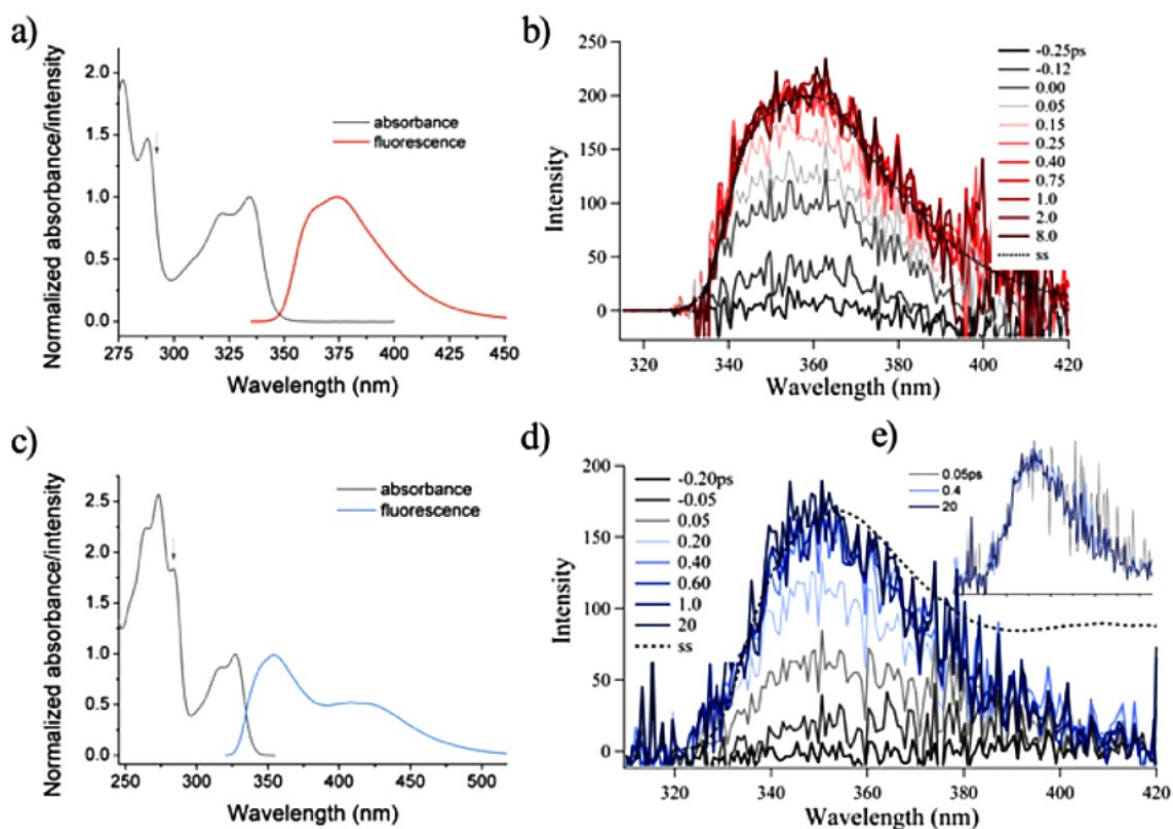 a)
Normalized absorbance/intensity
2.0
1.5
1.0
0.5
0.0
absorbance
fluorescence
275 300 325 350 375 400 425 450
Wavelength (nm)
b)
Intensity
250
200
150
100
50
0
-0.25ps
-0.12
0.00
0.05
0.15
0.25
0.40
0.75
1.0
2.0
8.0
ss
320 340 360 380 400 420
Wavelength (nm)
c)
Normalized absorbance/intensity
2.5
2.0
1.5
1.0
0.5
0.0
absorbance
fluorescence
250 300 350 400 450 500
Wavelength (nm)
d)
Intensity
200
150
100
50
0
-0.20ps
-0.05
0.05
0.20
0.40
0.60
1.0
20
ss
320 340 360 380 400 420
Wavelength (nm)
e)
0.05ps
0.4
20